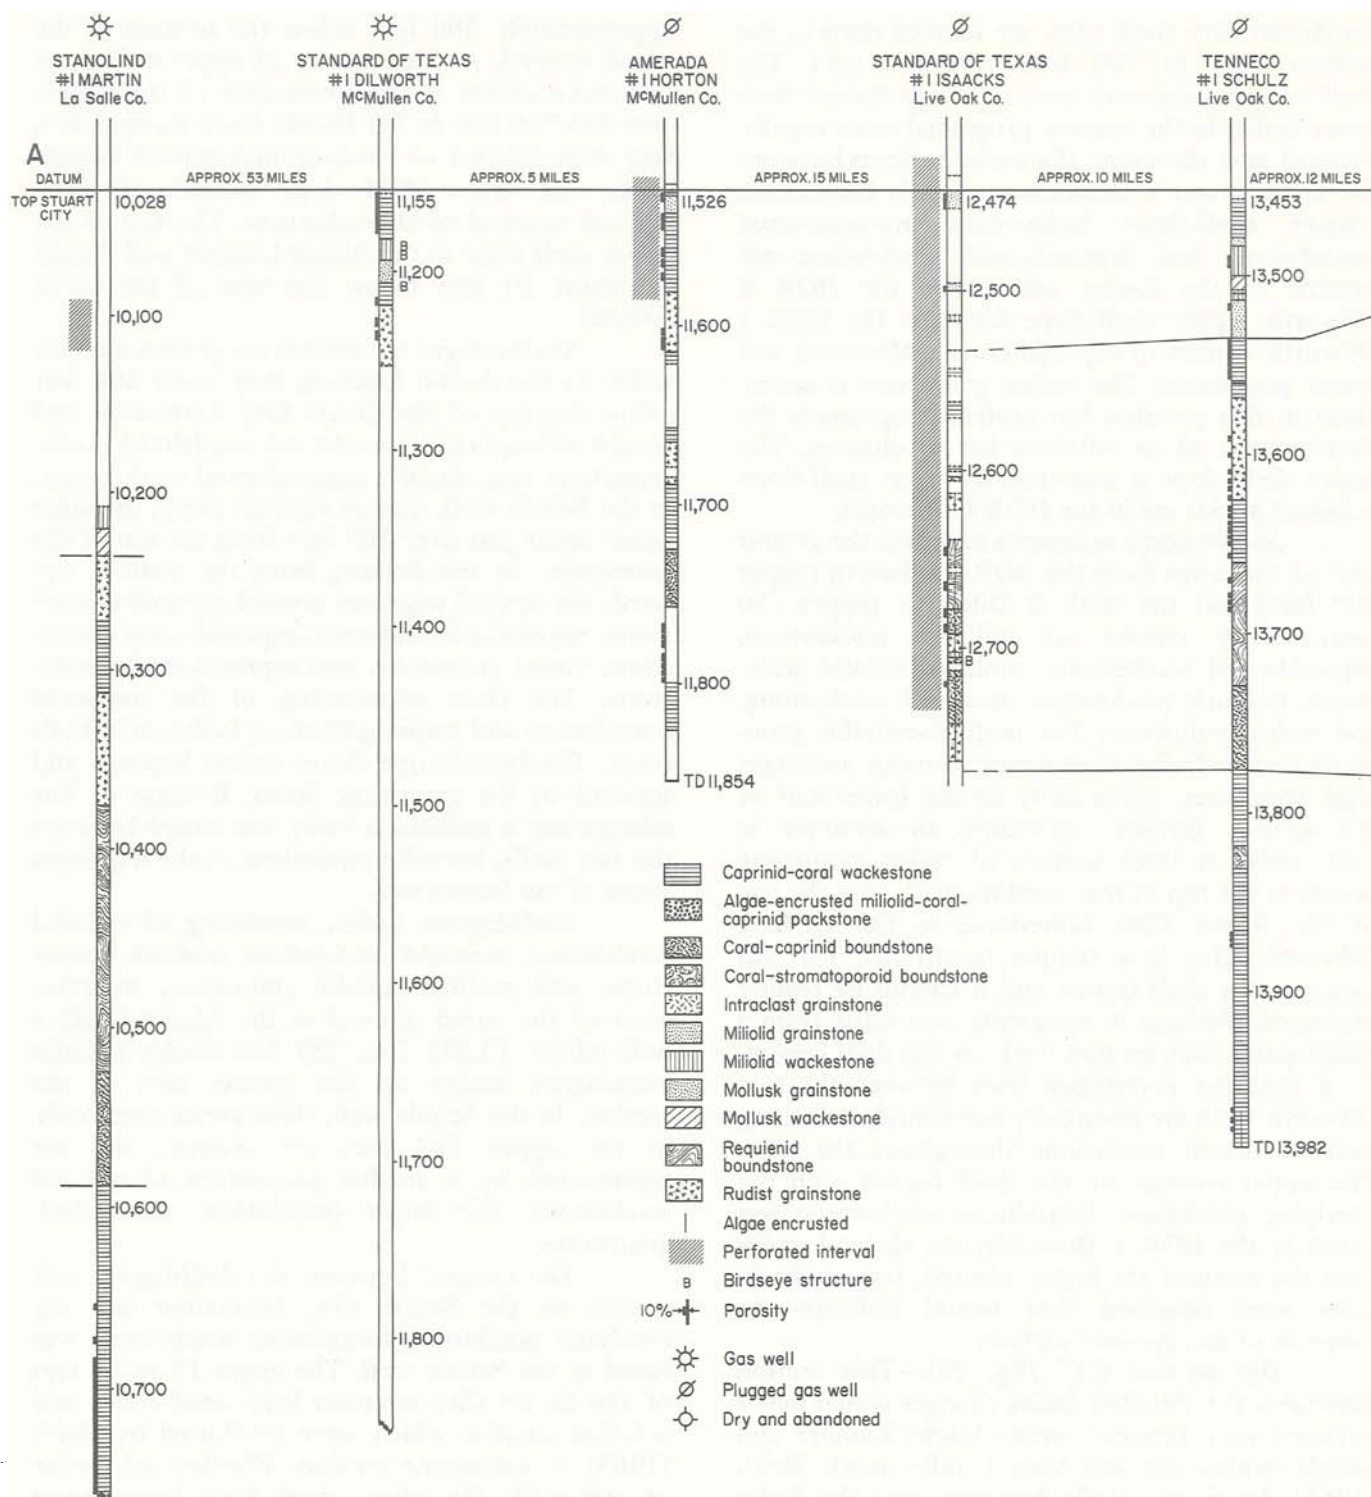 STANOLIND
#1 MARTIN
La Salle Co.
STANDARD OF TEXAS
#1 DILWORTH
McMullen Co.
AMERADA
#1 HORTON
McMullen Co.
STANDARD OF TEXAS
#1 ISAACKS
Live Oak Co.
TENNECO
#1 SCHULZ
Live Oak Co.
A
DATUM
APPROX. 53 MILES
APPROX. 5 MILES
APPROX. 15 MILES
APPROX. 10 MILES
APPROX. 12 MILES
TOP STUART
CITY
10,028
10,100
10,200
10,300
10,400
10,500
10,600
10,700
11,155
B
B
11,200
B
11,300
11,400
11,500
11,600
11,700
11,800
11,526
11,600
11,700
11,800
TD 11,854
12,474
12,500
12,600
12,700
B
13,453
13,500
13,600
13,700
13,800
13,900
TD 13,982
Caprinid-coral wackestone
Algae-encrusted miliolid-coral-
caprinid packstone
Coral-caprinid boundstone
Coral-stromatoporoid boundstone
Intraclast grainstone
Miliolid grainstone
Miliolid wackestone
Mollusk grainstone
Mollusk wackestone
Requienid
boundstone
Rudist grainstone
Algae encrusted
Perforated interval
B Birdseye structure
10% Porosity
Gas well
Plugged gas well
Dry and abandoned